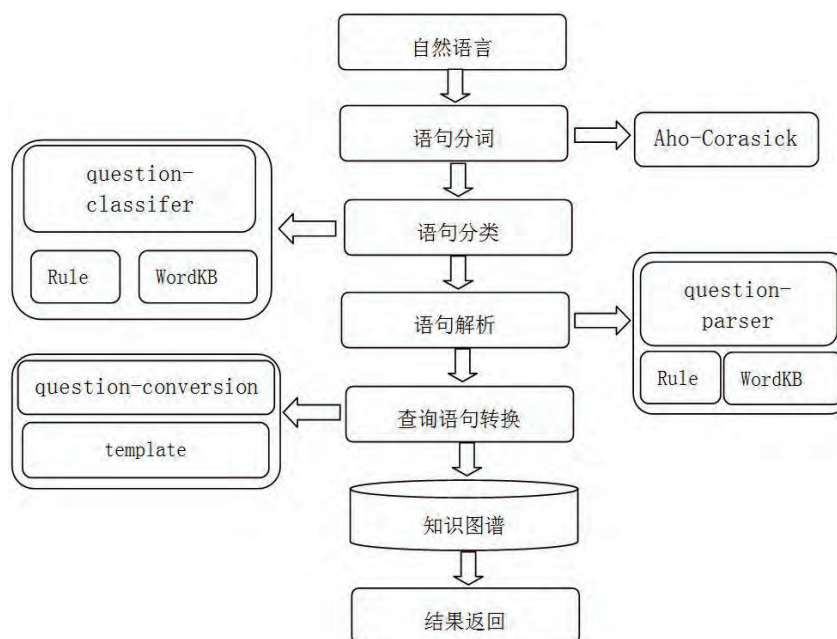 自然语言
语句分词
Aho-Corasick
question-
classifer
Rule
WordKB
语句分类
语句解析
question-
parser
Rule
WordKB
question-conversion
template
查询语句转换
知识图谱
结果返回